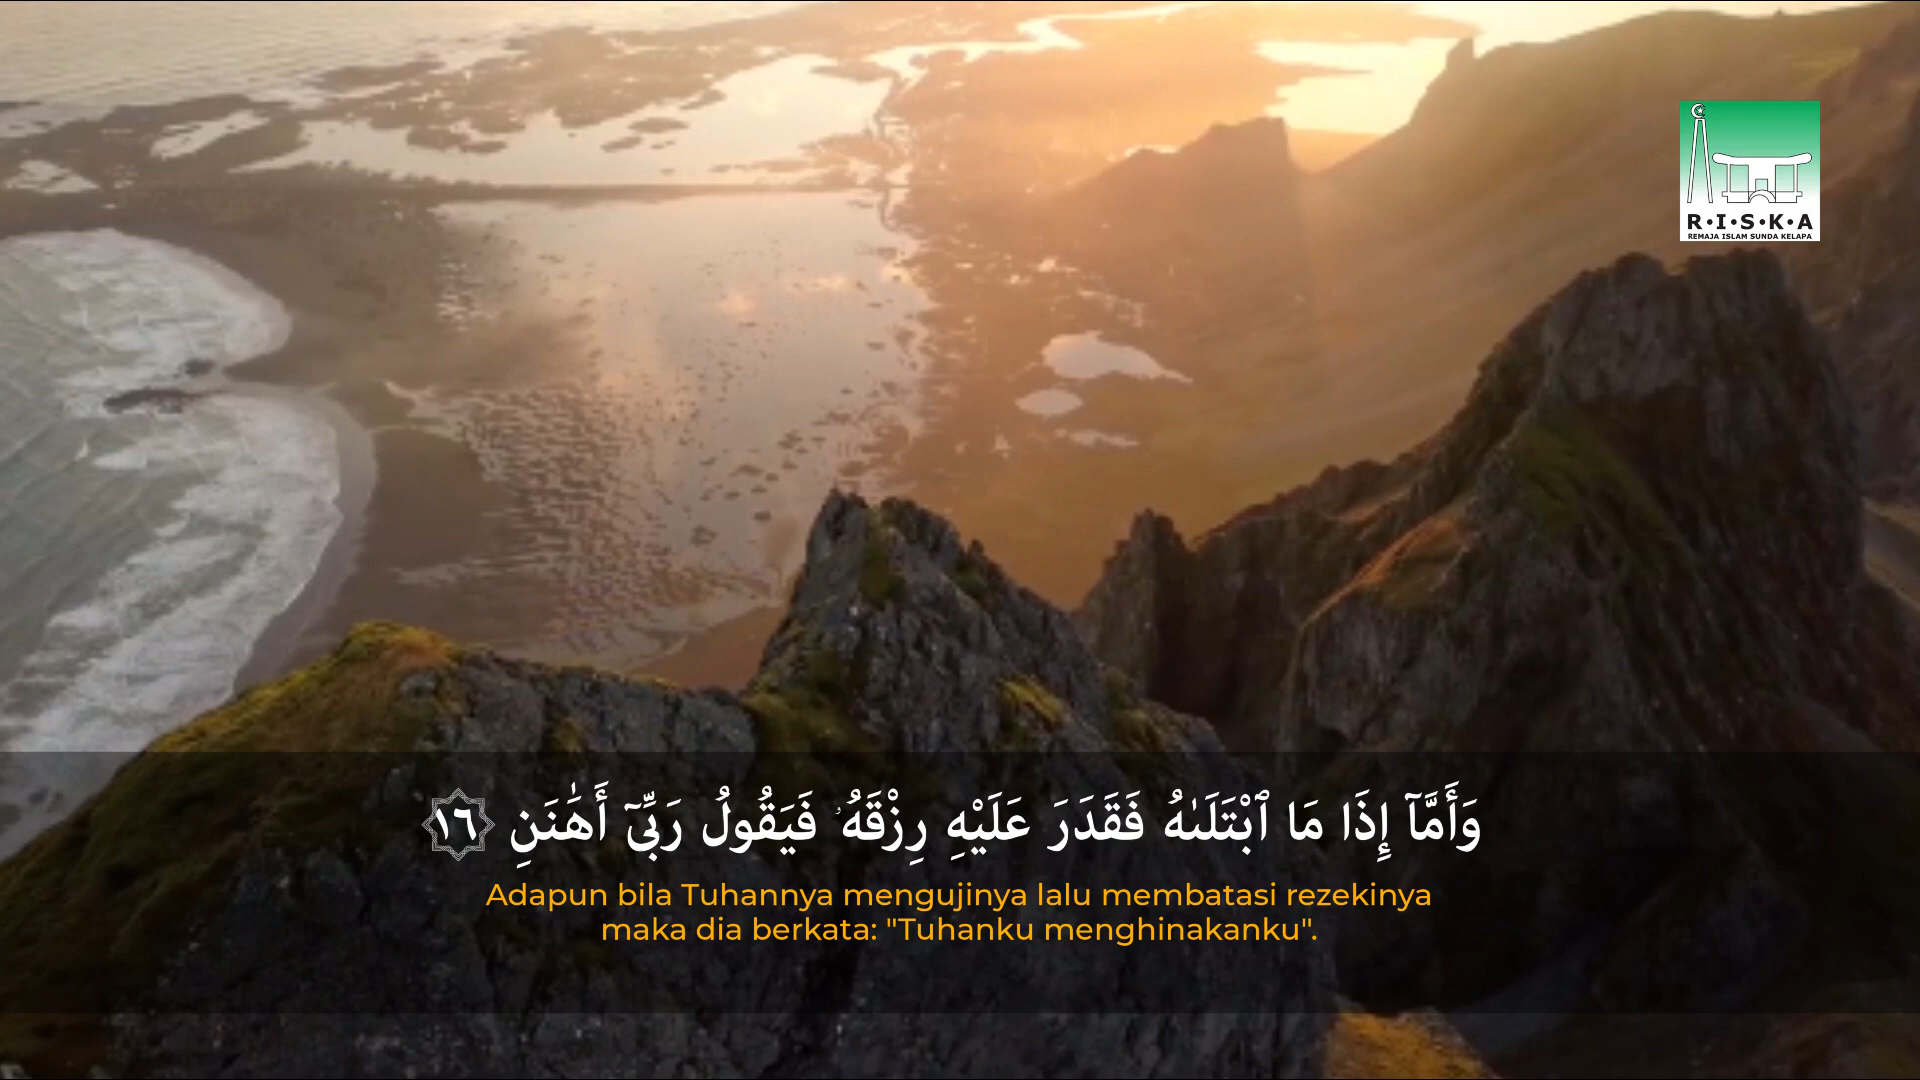 R•I•S•K•A
REMAJA ISLAM SUNDA KELAPA
وَأَمَّآ إِذَا مَا ٱبْتَلَىٰهُ فَقَدَرَ عَلَيْهِ رِزْقَهُۥ فَيَقُولُ رَبِّىٓ أَهَٰنَنِ ١٦
Adapun bila Tuhannya mengujinya lalu membatasi rezekinya
maka dia berkata: "Tuhanku menghinakanku".